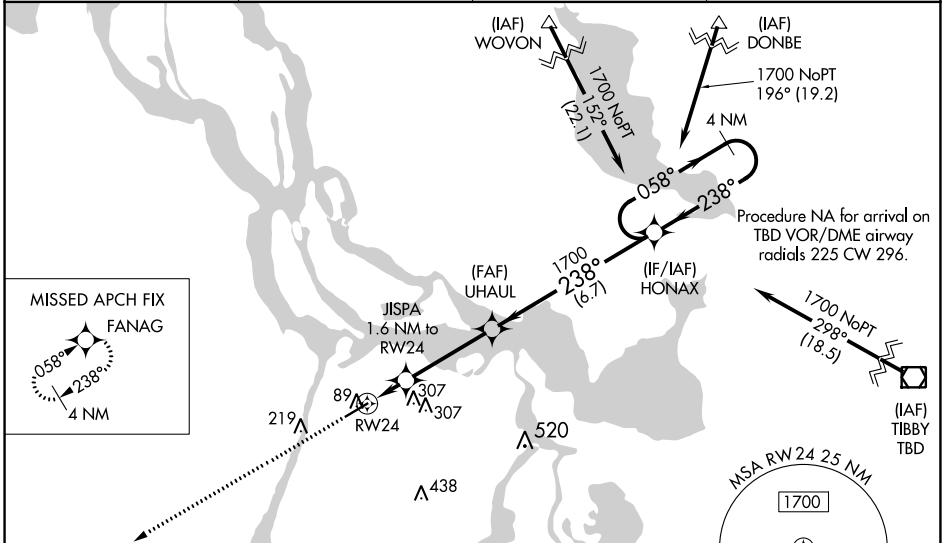 (IAF)
WOVON
(IAF)
DONBE
1700 NoPT
152°
(22.1)
1700 NoPT
196° (19.2)
4 NM
058°
238°
Procedure NA for arrival on
TBD VOR/DME airway
radials 225 CW 296.
(IF/IAF)
HONAX
1700
238°
(6.7)
(FAF)
UHAUL
JISPA
1.6 NM to
RW24
MISSED APCH FIX
FANAG
058°
238°
4 NM
1700 NoPT
298°
(18.5)
(IAF)
TIBBY
TBD
89
307
307
RW24
219
520
438
MSA RW24 25 NM
1700